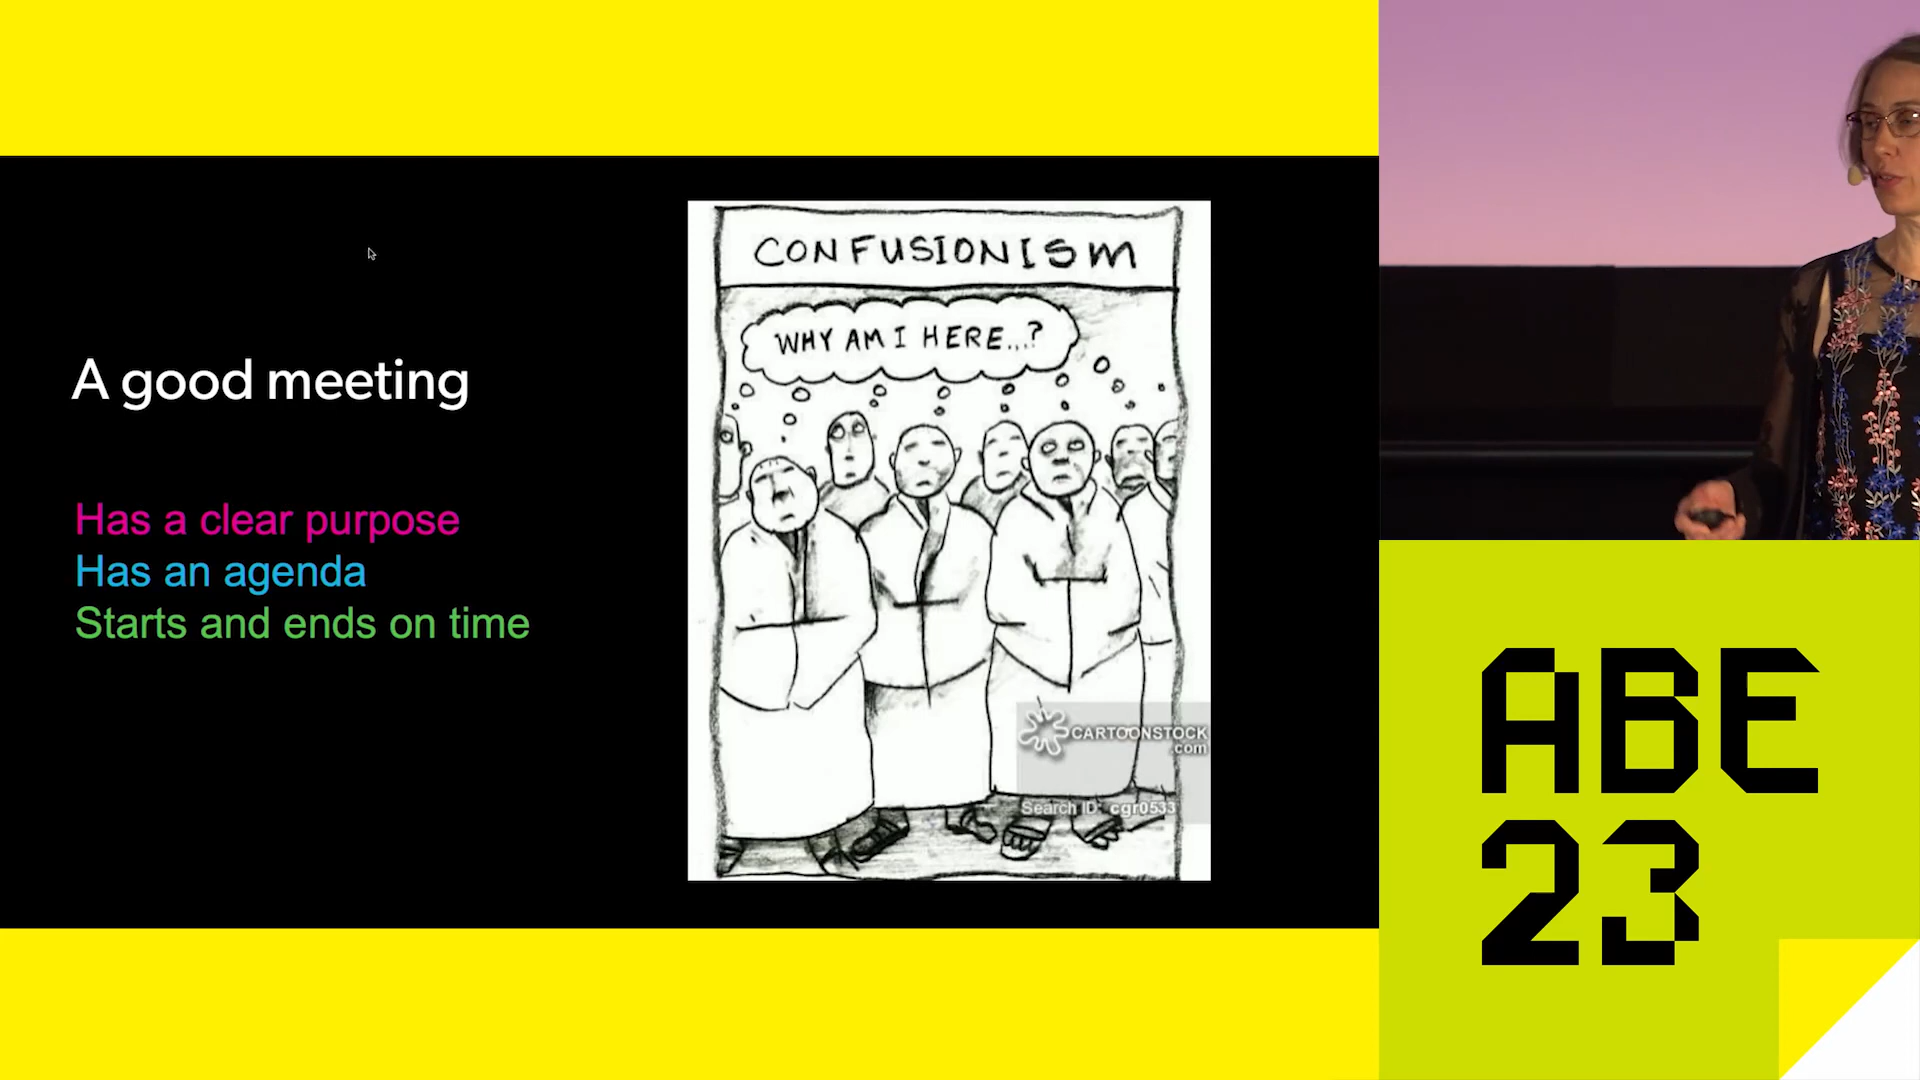 A good meeting
Has a clear purpose
Has an agenda
Starts and ends on time
CONFUSIONISM
WHY AM I HERE...?
CARTOONSTOCK
.com
Search ID: cgr0533
ABE
23